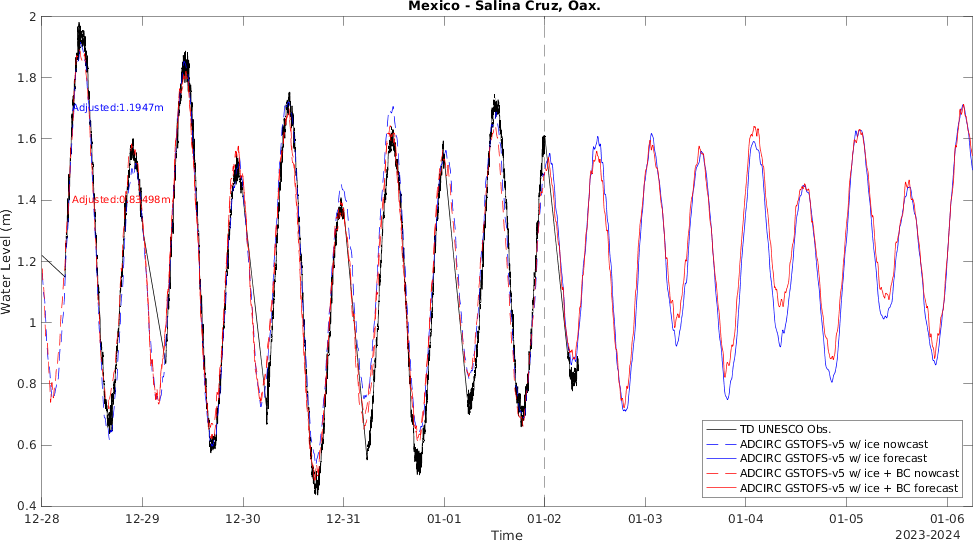 Mexico - Salina Cruz, Oax.
2
1.8
1.6
1.4
1.2
1
0.8
0.6
0.4
Water Level (m)
Adjusted:1.1947m
Adjusted:0.83498m
TD UNESCO Obs.
ADCIRC GSTOFS-v5 w/ ice nowcast
ADCIRC GSTOFS-v5 w/ ice forecast
ADCIRC GSTOFS-v5 w/ ice + BC nowcast
ADCIRC GSTOFS-v5 w/ ice + BC forecast
12-28 12-29 12-30 12-31 01-01 01-02 01-03 01-04 01-05 01-06
Time
2023-2024